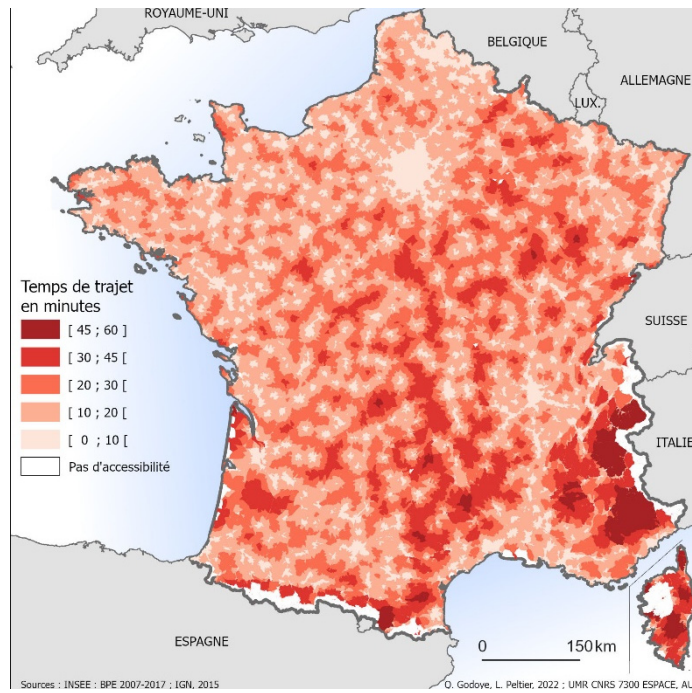 ROYAUME-UNI
BELGIQUE
ALLEMAGNE
LUX.
Temps de trajet
en minutes
[ 45 ; 60 ]
[ 30 ; 45 [
[ 20 ; 30 [
[ 10 ; 20 [
[ 0 ; 10 [
Pas d'accessibilité
SUISSE
ITALIE
ESPAGNE
0 150 km
Sources : INSEE : BPE 2007-2017 ; IGN, 2015
O. Godoye, L. Peltier, 2022 ; UMR CNRS 7300 ESPACE, AU